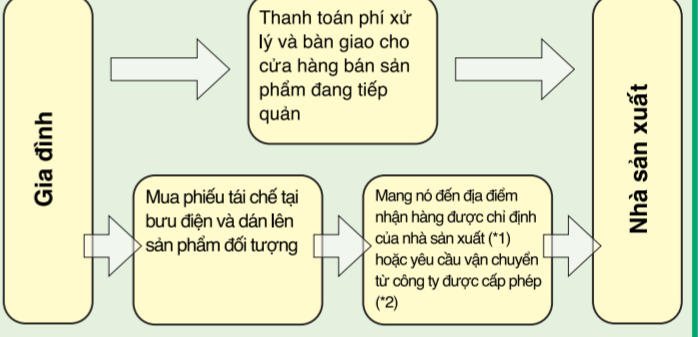 Gia đình
Thanh toán phí xử
lý và bàn giao cho
cửa hàng bán sản
phẩm đang tiếp
quản
Mua phiếu tái chế tại
bưu điện và dán lên
sản phẩm đối tượng
Mang nó đến địa điểm
nhận hàng được chỉ định
của nhà sản xuất (*1)
hoặc yêu cầu vận chuyển
từ công ty được cấp phép
(*2)
Nhà sản xuất